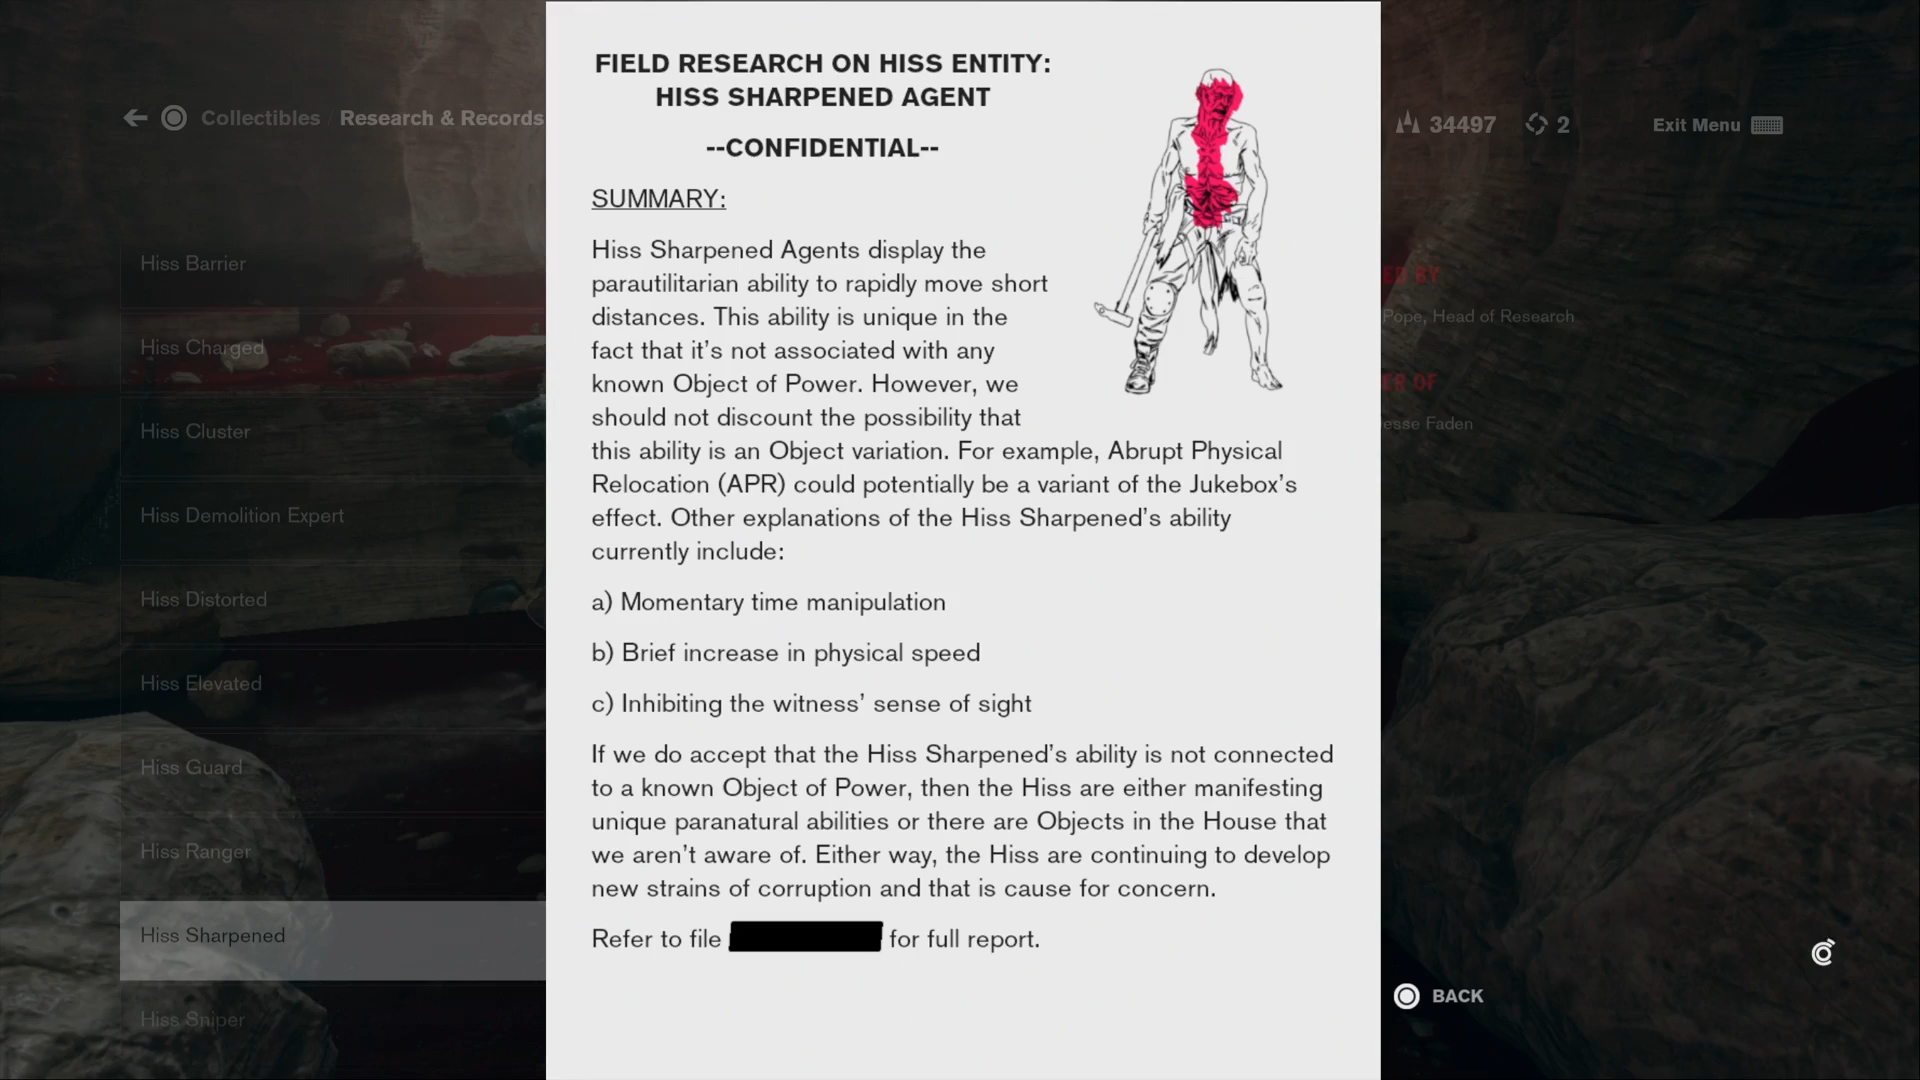 Collectibles / Research & Records
34497
2
Exit Menu
Hiss Barrier
Hiss Charged
Hiss Cluster
Hiss Demolition Expert
Hiss Distorted
Hiss Elevated
Hiss Guard
Hiss Ranger
Hiss Sharpened
Hiss Sniper
FIELD RESEARCH ON HISS ENTITY:
HISS SHARPENED AGENT
--CONFIDENTIAL--
SUMMARY:
Hiss Sharpened Agents display the
parautilitarian ability to rapidly move short
distances. This ability is unique in the
fact that it’s not associated with any
known Object of Power. However, we
should not discount the possibility that
this ability is an Object variation. For example, Abrupt Physical
Relocation (APR) could potentially be a variant of the Jukebox’s
effect. Other explanations of the Hiss Sharpened’s ability
currently include:
a) Momentary time manipulation
b) Brief increase in physical speed
c) Inhibiting the witness’ sense of sight
If we do accept that the Hiss Sharpened’s ability is not connected
to a known Object of Power, then the Hiss are either manifesting
unique paranatural abilities or there are Objects in the House that
we aren’t aware of. Either way, the Hiss are continuing to develop
new strains of corruption and that is cause for concern.
Refer to file for full report.
BY
Pope, Head of Research
OF
Faden
BACK